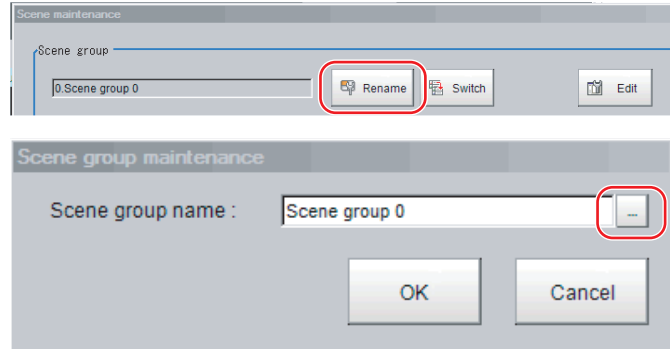 Scene maintenance
Scene group
0.Scene group 0
Rename
Switch
Edit
Scene group maintenance
Scene group name :
Scene group 0
...
OK
Cancel